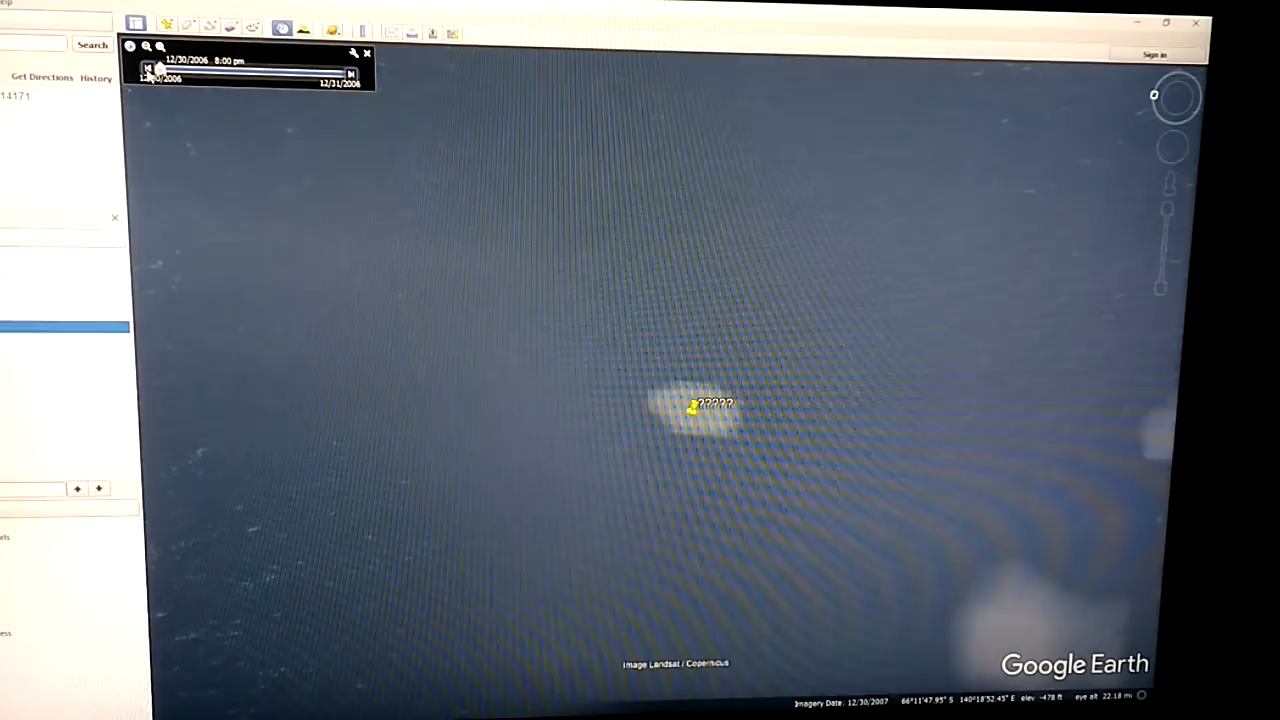 Search
Sign in
12/30/2006 8:00 pm
12/31/2006
Get Directions History
14171
?????
els
ess
Image Landsat / Copernicus
Google Earth
Imagery Date: 12/30/2007 66°11'47.95" S 140°18'52.45" E elev -478 ft eye alt 22.18 mi